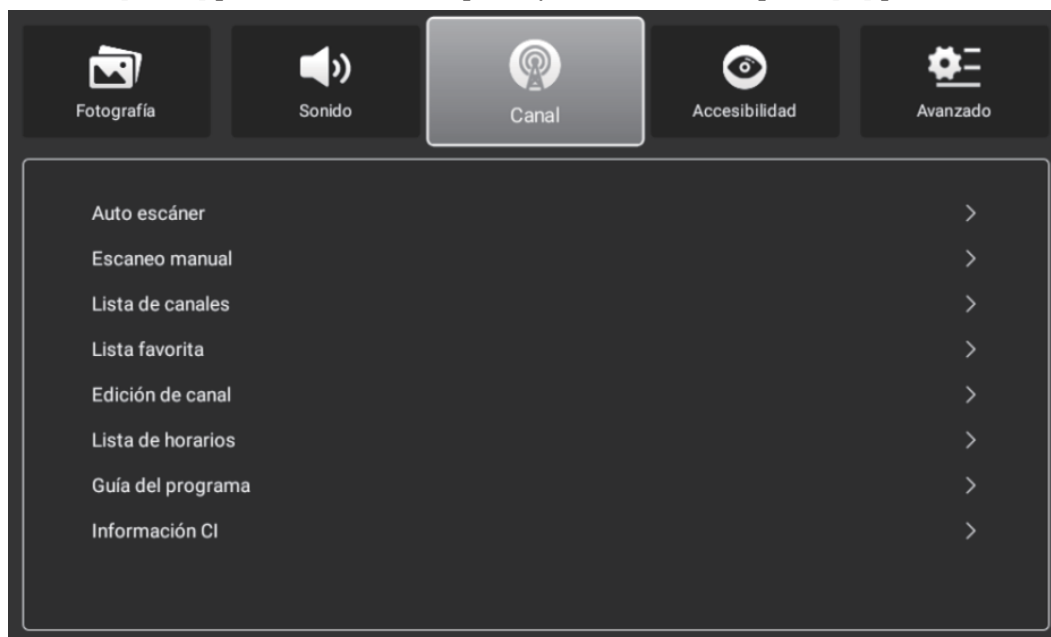 Fotografía
Sonido
Canal
Accesibilidad
Avanzado
Auto escáner
Escaneo manual
Lista de canales
Lista favorita
Edición de canal
Lista de horarios
Guía del programa
Información CI